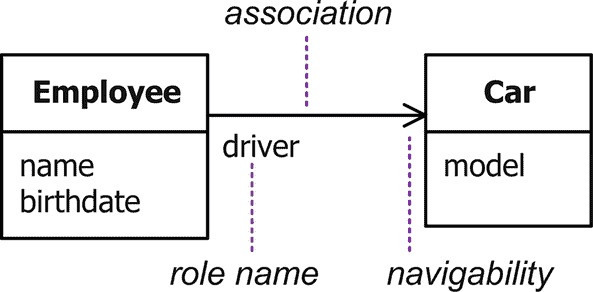 association
Employee
Car
name
birthdate
driver
model
role name
navigability